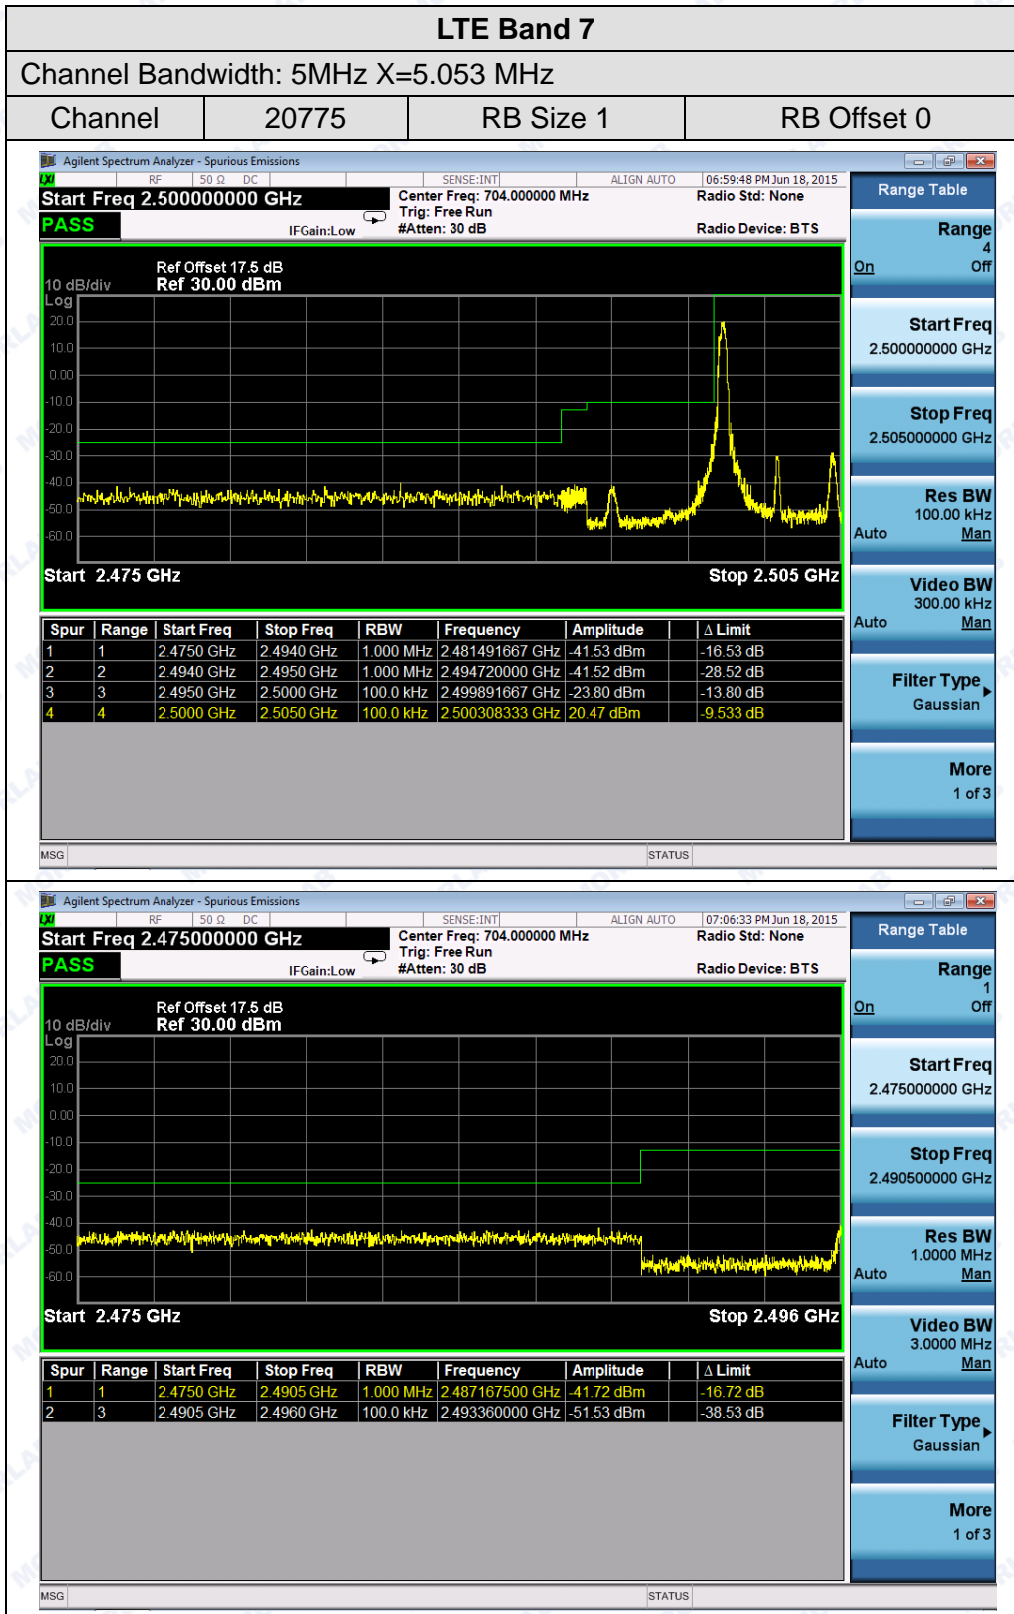 LTE Band 7
Channel Bandwidth: 5MHz X=5.053 MHz
Channel 20775 RB Size 1 RB Offset 0
Agilent Spectrum Analyzer - Spurious Emissions
LXI RF 50 Ω DC SENSE:INT ALIGN AUTO 06:59:48 PM Jun 18, 2015
Start Freq 2.500000000 GHz Center Freq: 704.000000 MHz Radio Std: None
Trig: Free Run
PASS IFGain:Low #Atten: 30 dB Radio Device: BTS
Ref Offset 17.5 dB
10 dB/div Ref 30.00 dBm
Log
20.0
10.0
0.00
-10.0
-20.0
-30.0
-40.0
-50.0
-60.0
Start 2.475 GHz Stop 2.505 GHz
Spur Range Start Freq Stop Freq RBW Frequency Amplitude Δ Limit
1 1 2.4750 GHz 2.4940 GHz 1.000 MHz 2.481491667 GHz -41.53 dBm -16.53 dB
2 2 2.4940 GHz 2.4950 GHz 1.000 MHz 2.494720000 GHz -41.52 dBm -28.52 dB
3 3 2.4950 GHz 2.5000 GHz 100.0 kHz 2.499891667 GHz -23.80 dBm -13.80 dB
4 4 2.5000 GHz 2.5050 GHz 100.0 kHz 2.500308333 GHz 20.47 dBm -9.533 dB
MSG STATUS
Range Table
Range
4
On Off
Start Freq
2.500000000 GHz
Stop Freq
2.505000000 GHz
Res BW
100.00 kHz
Auto Man
Video BW
300.00 kHz
Auto Man
Filter Type
Gaussian
More
1 of 3
Agilent Spectrum Analyzer - Spurious Emissions
LXI RF 50 Ω DC SENSE:INT ALIGN AUTO 07:06:33 PM Jun 18, 2015
Start Freq 2.475000000 GHz Center Freq: 704.000000 MHz Radio Std: None
Trig: Free Run
PASS IFGain:Low #Atten: 30 dB Radio Device: BTS
Ref Offset 17.5 dB
10 dB/div Ref 30.00 dBm
Log
20.0
10.0
0.00
-10.0
-20.0
-30.0
-40.0
-50.0
-60.0
Start 2.475 GHz Stop 2.496 GHz
Spur Range Start Freq Stop Freq RBW Frequency Amplitude Δ Limit
1 1 2.4750 GHz 2.4905 GHz 1.000 MHz 2.487167500 GHz -41.72 dBm -16.72 dB
2 3 2.4905 GHz 2.4960 GHz 100.0 kHz 2.493360000 GHz -51.53 dBm -38.53 dB
MSG STATUS
Range Table
Range
1
On Off
Start Freq
2.475000000 GHz
Stop Freq
2.490500000 GHz
Res BW
1.0000 MHz
Auto Man
Video BW
3.0000 MHz
Auto Man
Filter Type
Gaussian
More
1 of 3